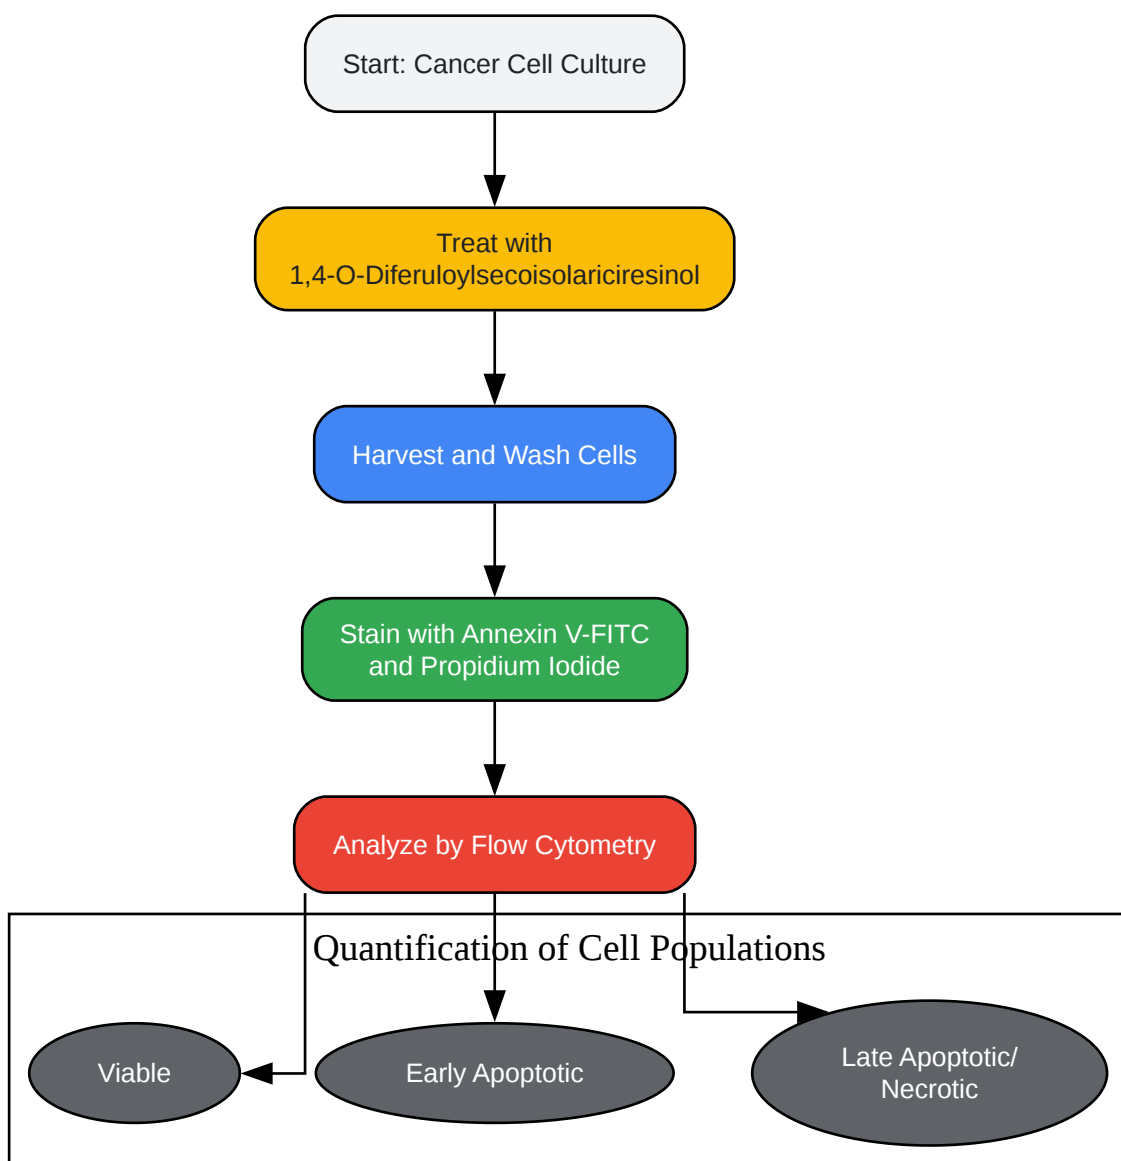 Start: Cancer Cell Culture
Treat with
1,4-O-Diferuloylsecoisolariciresinol
Harvest and Wash Cells
Stain with Annexin V-FITC
and Propidium Iodide
Analyze by Flow Cytometry
Quantification of Cell Populations
Viable
Early Apoptotic
Late Apoptotic/
Necrotic